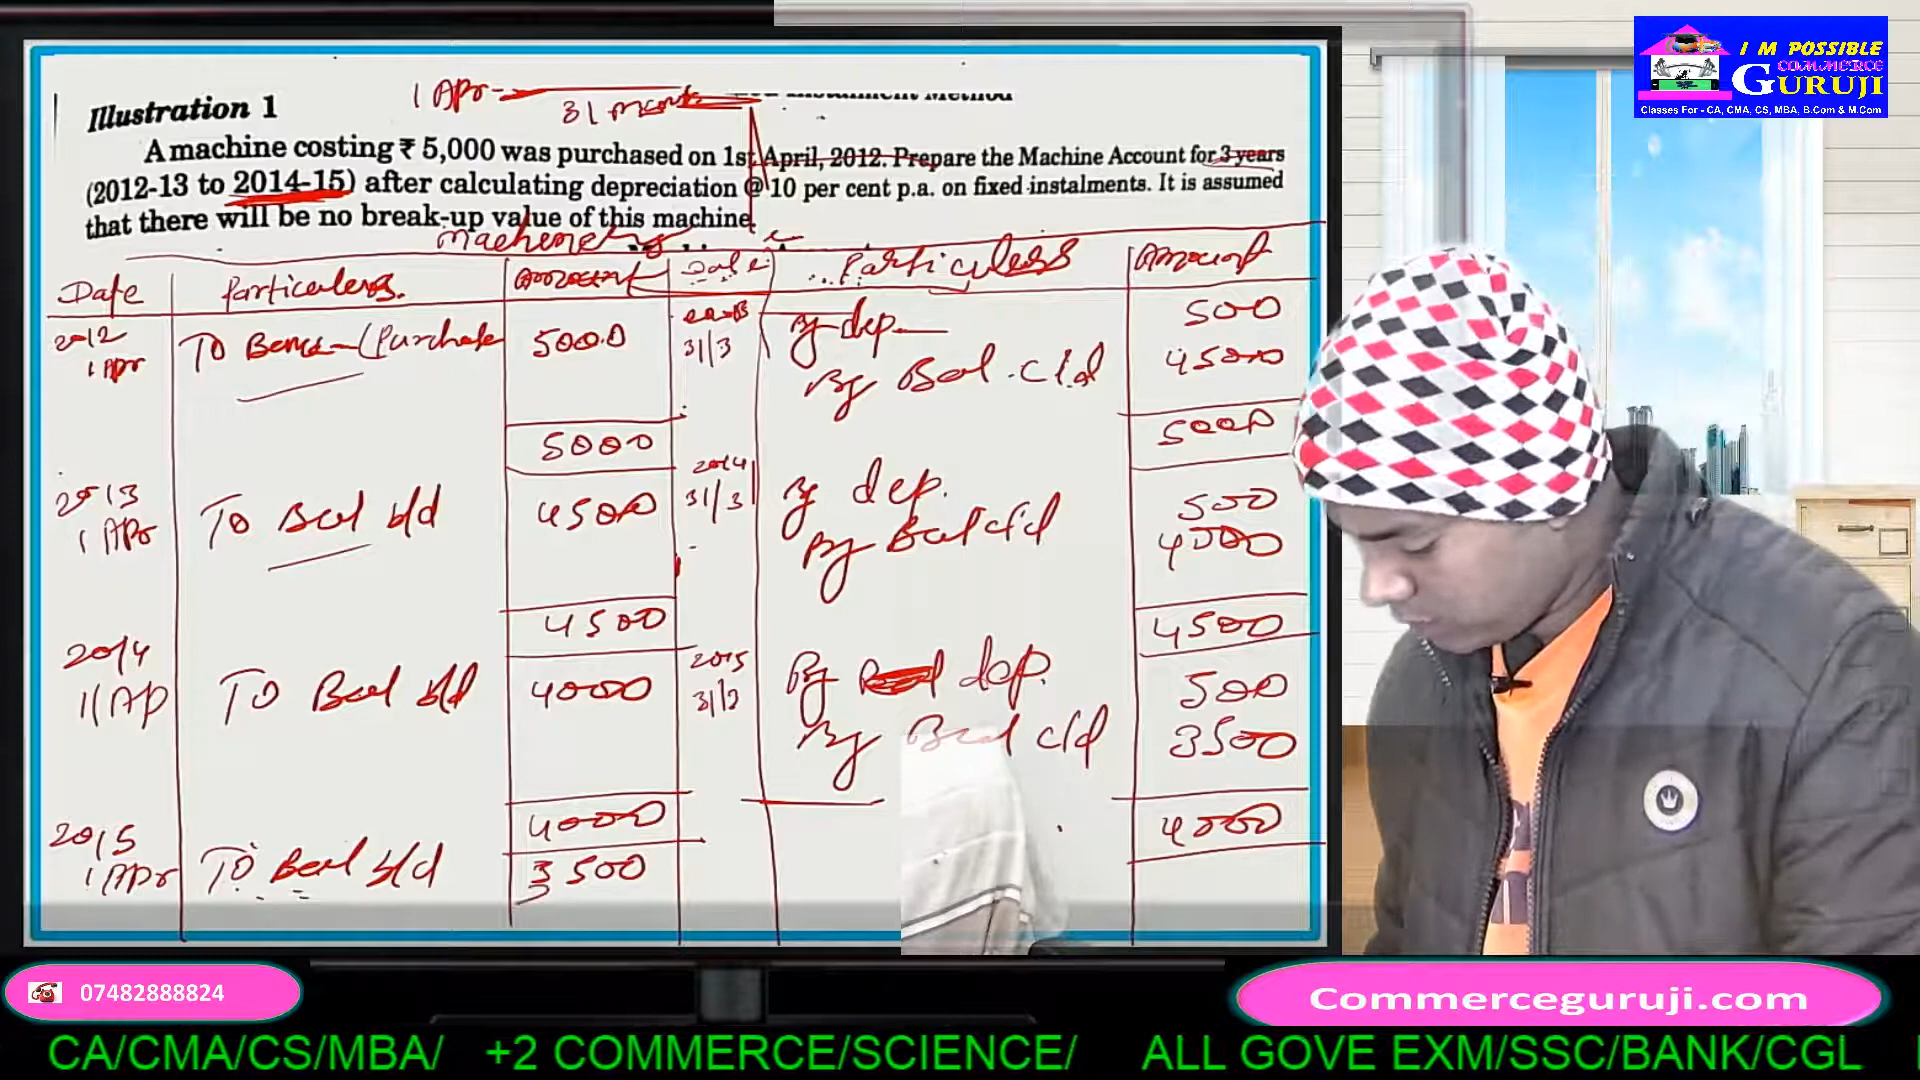 I M POSSIBLE
COMMERCE
GURUJI
Classes For - CA, CMA, CS, MBA, B.Com & M.Com
1 Apr
31 March
Illustration 1
A machine costing ₹ 5,000 was purchased on 1st April, 2012. Prepare the Machine Account for 3 years
(2012-13 to 2014-15) after calculating depreciation @ 10 per cent p.a. on fixed instalments. It is assumed
that there will be no break-up value of this machine.
Date Particulers Amount Date Particulers Amount
2012 By dep 500
1 Apr To Bank (Purchase 5000 31/3 By Bal c/d 4500
5000 5000
2013 2014 By dep. 500
1 Apr To Bal b/d 4500 31/3 By Bal c/d 4000
4500 4500
2014 2015 By dep. 500
1 Ap To Bal b/d 4000 31/3 By Bal c/d 3500
4000 4000
2015
1 Apr To Bal b/d 3500
07482888824
Commerceguruji.com
CA/CMA/CS/MBA/ +2 COMMERCE/SCIENCE/ ALL GOVE EXM/SSC/BANK/CGL